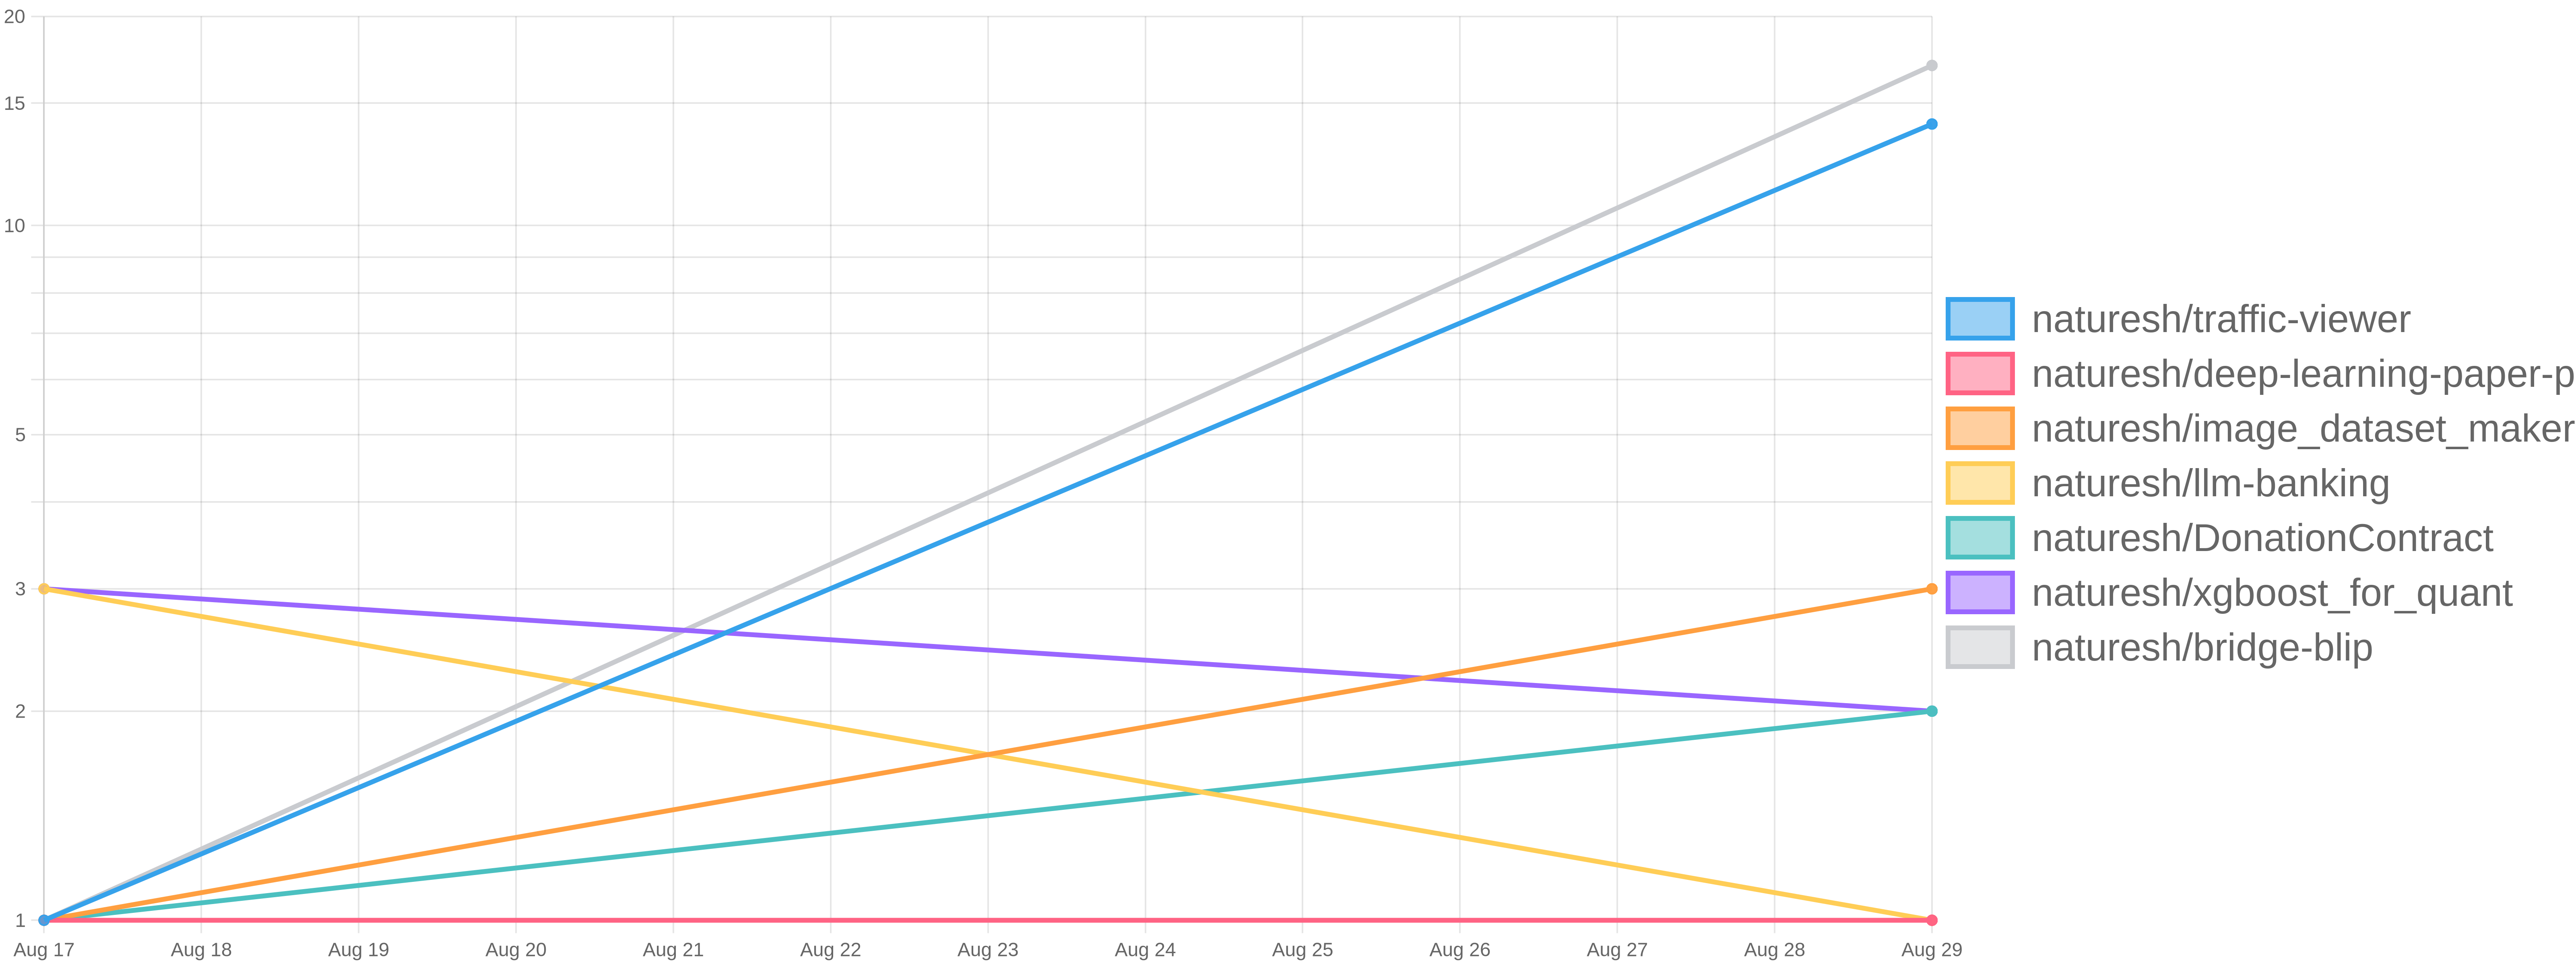 20
15
10
5
3
2
1
Aug 17 Aug 18 Aug 19 Aug 20 Aug 21 Aug 22 Aug 23 Aug 24 Aug 25 Aug 26 Aug 27 Aug 28 Aug 29
naturesh/traffic-viewer
naturesh/deep-learning-paper-p
naturesh/image_dataset_maker
naturesh/llm-banking
naturesh/DonationContract
naturesh/xgboost_for_quant
naturesh/bridge-blip